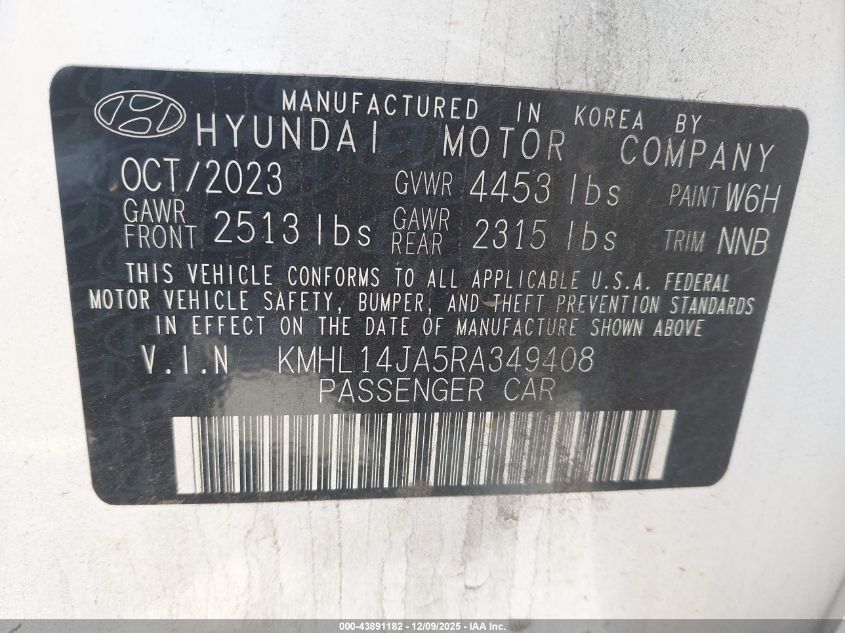 MANUFACTURED IN KOREA BY
HYUNDAI MOTOR COMPANY
OCT/2023 GVWR 4453 lbs PAINT W6H
GAWR FRONT 2513 lbs GAWR REAR 2315 lbs TRIM NNB
THIS VEHICLE CONFORMS TO ALL APPLICABLE U.S.A. FEDERAL
MOTOR VEHICLE SAFETY, BUMPER, AND THEFT PREVENTION STANDARDS
IN EFFECT ON THE DATE OF MANUFACTURE SHOWN ABOVE
V.I.N KMHL14JA5RA349408
PASSENGER CAR
000-43891182 - 12/09/2025 - IAA Inc.